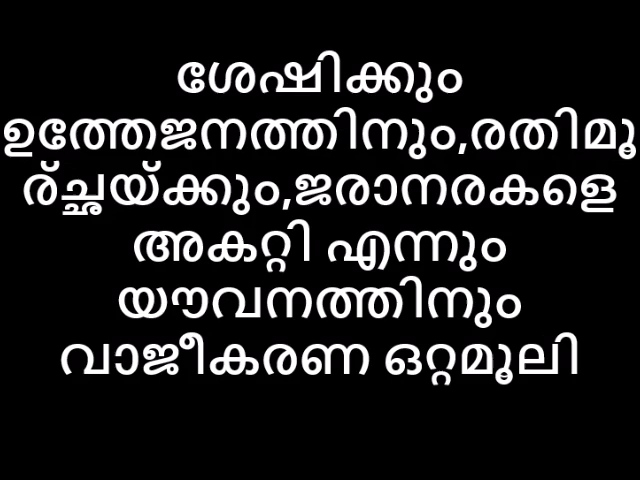 ശേഷിക്കും
ഉത്തേജനത്തിനും,രതിമൂ
ര്ച്ഛയ്ക്കും,ജരാനരകളെ
അകറ്റി എന്നും
യൗവനത്തിനും
വാജീകരണ ഒറ്റമൂലി